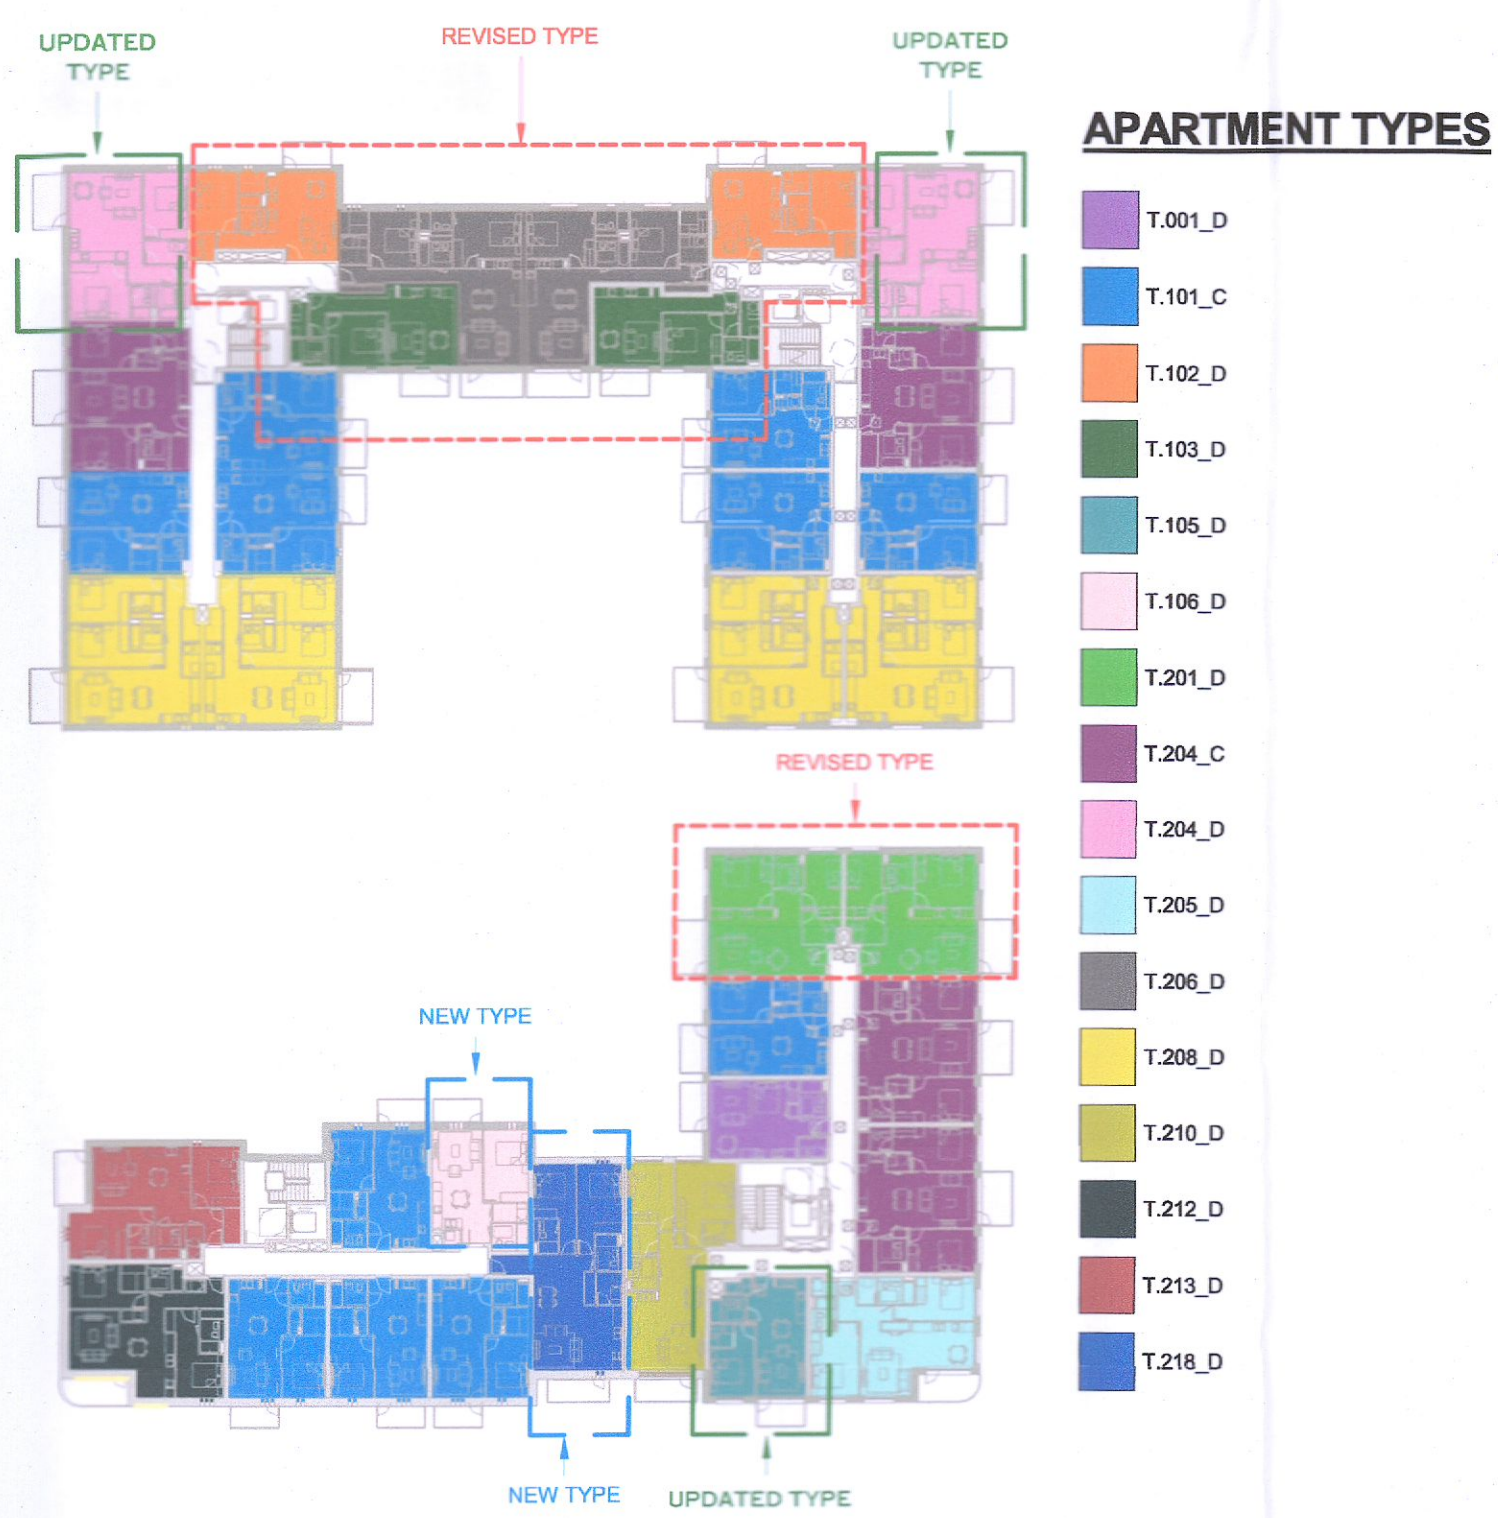 UPDATED
TYPE
REVISED TYPE
UPDATED
TYPE
APARTMENT TYPES
T.001_D
T.101_C
T.102_D
T.103_D
T.105_D
T.106_D
T.201_D
T.204_C
T.204_D
T.205_D
T.206_D
T.208_D
T.210_D
T.212_D
T.213_D
T.218_D
REVISED TYPE
NEW TYPE
NEW TYPE
UPDATED TYPE